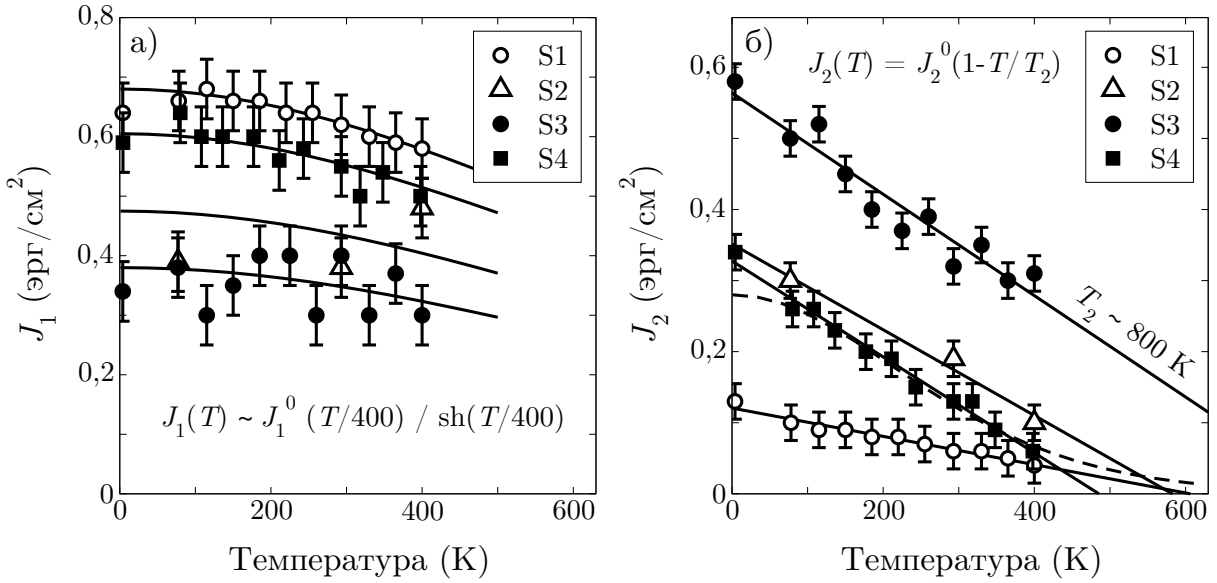 а)
J₁ (эрг/см²)
0,8
0,6
0,4
0,2
0
S1
S2
S3
S4
J₁(T) ~ J₁⁰ (T/400) / sh(T/400)
0 200 400 600
Температура (K)
б)
J₂ (эрг/см²)
0,6
0,4
0,2
0
J₂(T) = J₂⁰(1-T/T₂)
S1
S2
S3
S4
T₂ ~ 800 K
0 200 400 600
Температура (K)